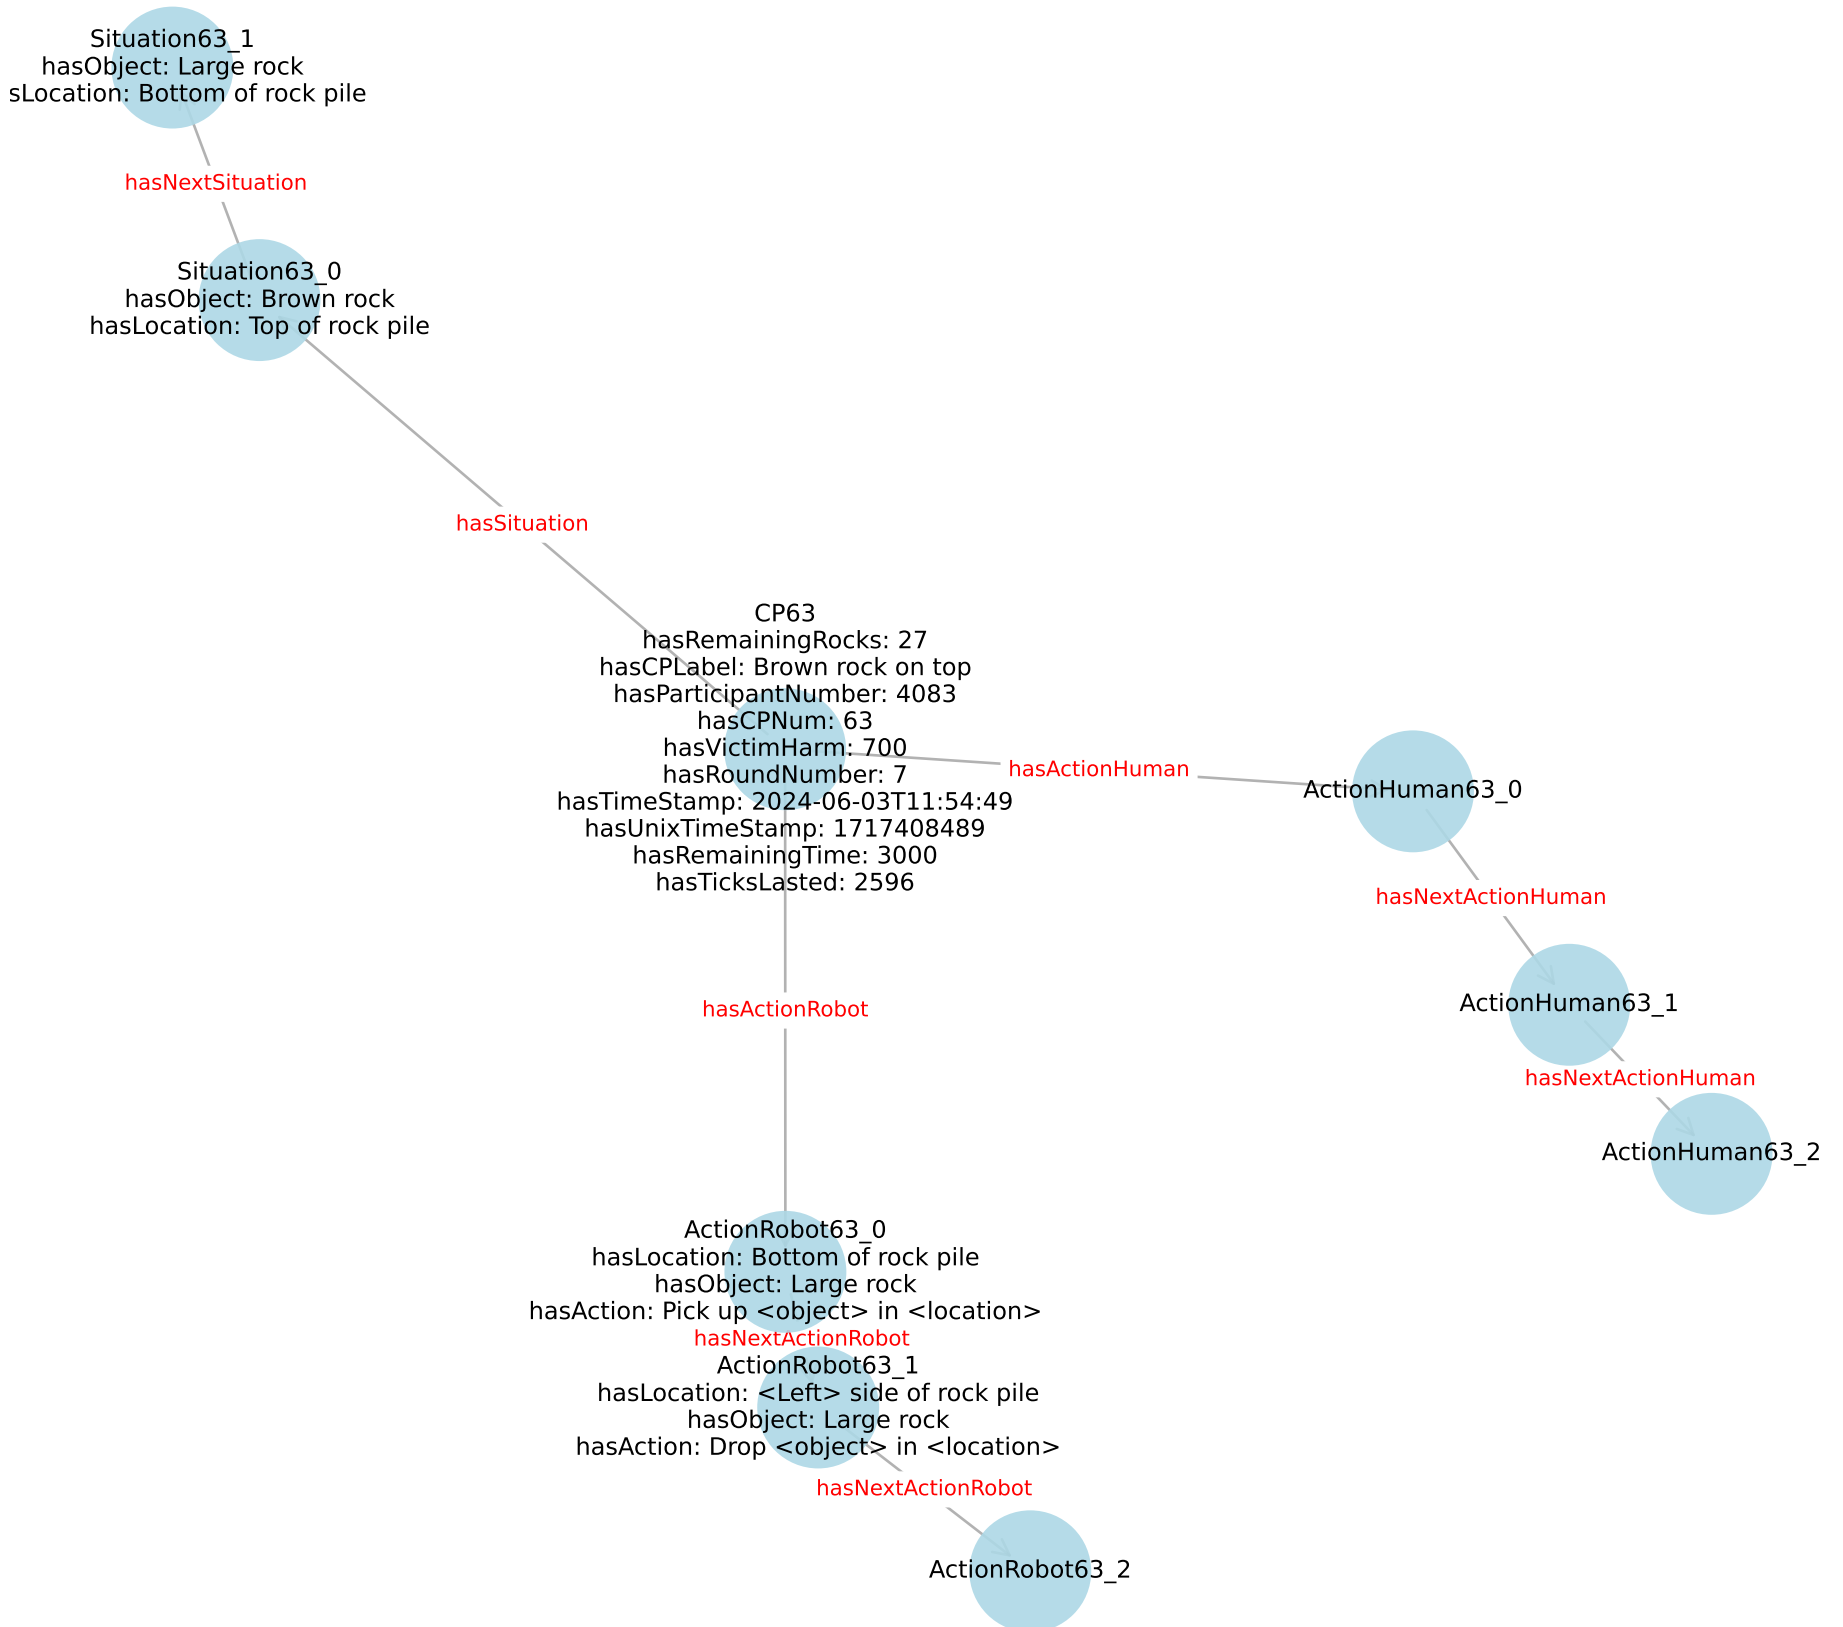 Situation63_1
hasObject: Large rock
sLocation: Bottom of rock pile
hasNextSituation
Situation63_0
hasObject: Brown rock
hasLocation: Top of rock pile
hasSituation
CP63
hasRemainingRocks: 27
hasCPLabel: Brown rock on top
hasParticipantNumber: 4083
hasCPNum: 63
hasVictimHarm: 700
hasRoundNumber: 7
hasTimeStamp: 2024-06-03T11:54:49
hasUnixTimeStamp: 1717408489
hasRemainingTime: 3000
hasTicksLasted: 2596
hasActionHuman
ActionHuman63_0
hasNextActionHuman
ActionHuman63_1
hasNextActionHuman
ActionHuman63_2
hasActionRobot
ActionRobot63_0
hasLocation: Bottom of rock pile
hasObject: Large rock
hasAction: Pick up <object> in <location>
hasNextActionRobot
ActionRobot63_1
hasLocation: <Left> side of rock pile
hasObject: Large rock
hasAction: Drop <object> in <location>
hasNextActionRobot
ActionRobot63_2